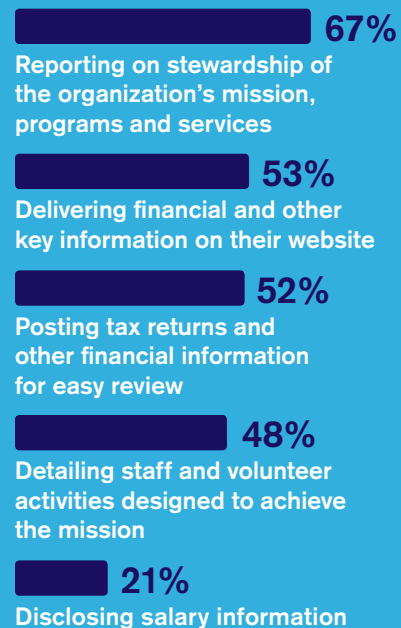 67%
Reporting on stewardship of
the organization’s mission,
programs and services
53%
Delivering financial and other
key information on their website
52%
Posting tax returns and
other financial information
for easy review
48%
Detailing staff and volunteer
activities designed to achieve
the mission
21%
Disclosing salary information